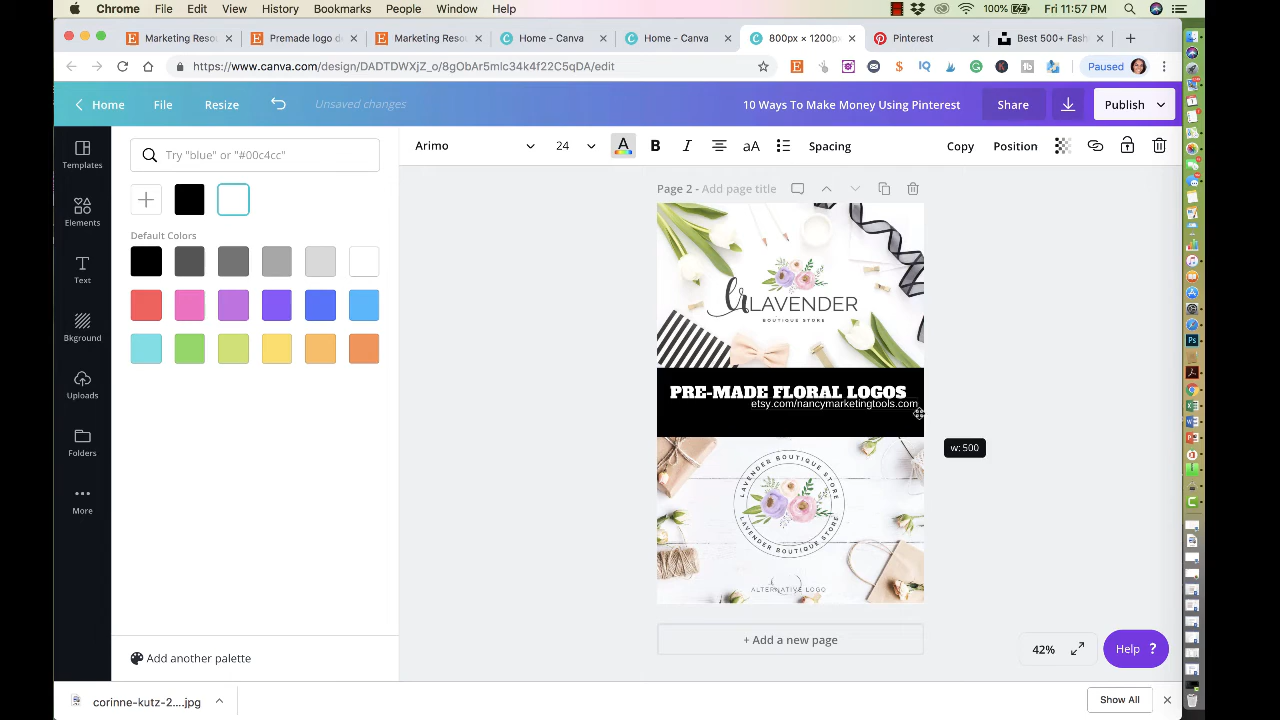 Chrome File Edit View History Bookmarks People Window Help 100% Fri 11:57 PM
Marketing Reso Premade logo d Marketing Reso Home - Canva Home - Canva 800px × 1200p Pinterest Best 500+ Fas
https://www.canva.com/design/DADTDWXjZ_o/8gObAr5mlc34k4f22C5qDA/edit Paused
Home File Resize Unsaved changes 10 Ways To Make Money Using Pinterest Share Publish
Arimo 24 A B I aA Spacing Copy Position
Templates
Elements
Text
Bkground
Uploads
Folders
More
Try "blue" or "#00c4cc"
Default Colors
Add another palette
Page 2 - Add page title
LAVENDER
BOUTIQUE STORE
PRE-MADE FLORAL LOGOS
etsy.com/nancymarketingtools.com
w: 500
LAVENDER BOUTIQUE STORE
LAVENDER BOUTIQUE STORE
ALTERNATIVE LOGO
+ Add a new page
42% Help ?
corinne-kutz-2....jpg Show All